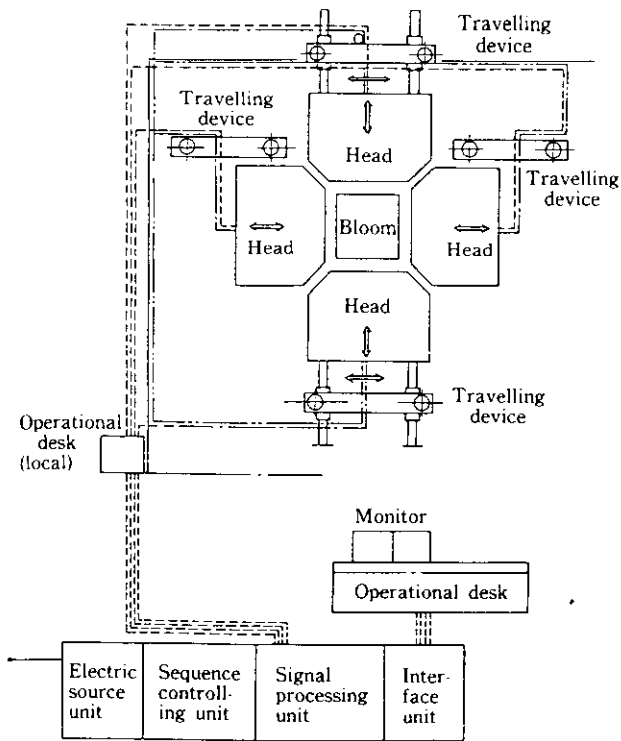 Travelling
device
Travelling
device
Head
Travelling
device
Head
Bloom
Head
Head
Travelling
device
Operational
desk
(local)
Monitor
Operational desk
Electric
source
unit
Sequence
controll-
ing unit
Signal
processing
unit
Inter-
face
unit